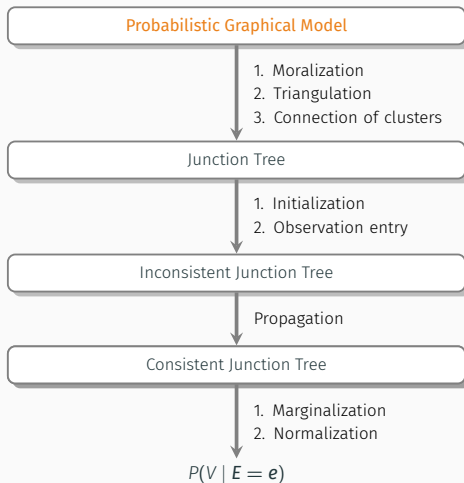 Probabilistic Graphical Model
1. Moralization
2. Triangulation
3. Connection of clusters
Junction Tree
1. Initialization
2. Observation entry
Inconsistent Junction Tree
Propagation
Consistent Junction Tree
1. Marginalization
2. Normalization
P(V | E = e)